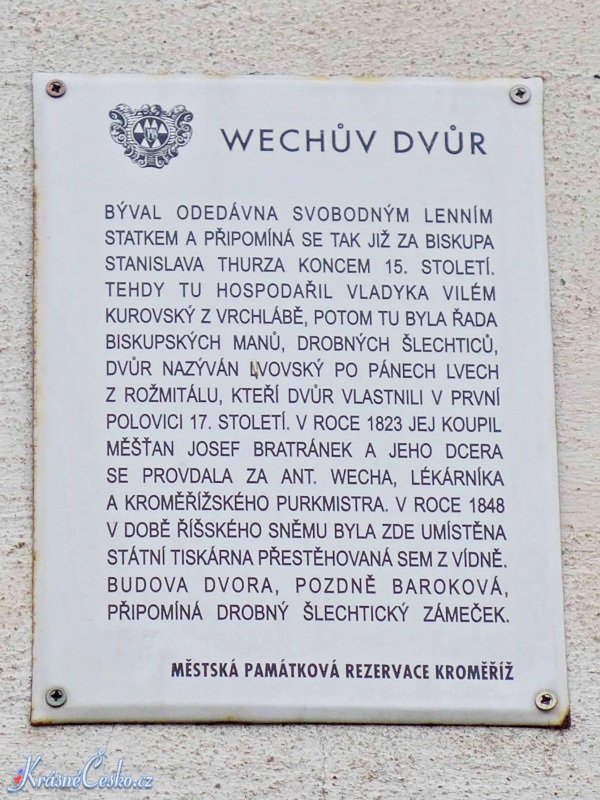 WECHŮV DVŮR
BÝVAL ODEDÁVNA SVOBODNÝM LENNÍM
STATKEM A PŘIPOMÍNÁ SE TAK JIŽ ZA BISKUPA
STANISLAVA THURZA KONCEM 15. STOLETÍ.
TEHDY TU HOSPODAŘIL VLADYKA VILÉM
KUROVSKÝ Z VRCHLÁBĚ, POTOM TU BYLA ŘADA
BISKUPSKÝCH MANŮ, DROBNÝCH ŠLECHTICŮ,
DVŮR NAZÝVÁN LVOVSKÝ PO PÁNECH LVECH
Z ROŽMITÁLU, KTEŘÍ DVŮR VLASTNILI V PRVNÍ
POLOVICI 17. STOLETÍ. V ROCE 1823 JEJ KOUPIL
MĚŠŤAN JOSEF BRATRÁNEK A JEHO DCERA
SE PROVDALA ZA ANT. WECHA, LÉKÁRNÍKA
A KROMĚŘÍŽSKÉHO PURKMISTRA. V ROCE 1848
V DOBĚ ŘÍŠSKÉHO SNĚMU BYLA ZDE UMÍSTĚNA
STÁTNÍ TISKÁRNA PŘESTĚHOVANÁ SEM Z VÍDNĚ.
BUDOVA DVORA, POZDNĚ BAROKOVÁ,
PŘIPOMÍNÁ DROBNÝ ŠLECHTICKÝ ZÁMEČEK.
MĚSTSKÁ PAMÁTKOVÁ REZERVACE KROMĚŘÍŽ
KrásnéČesko.cz